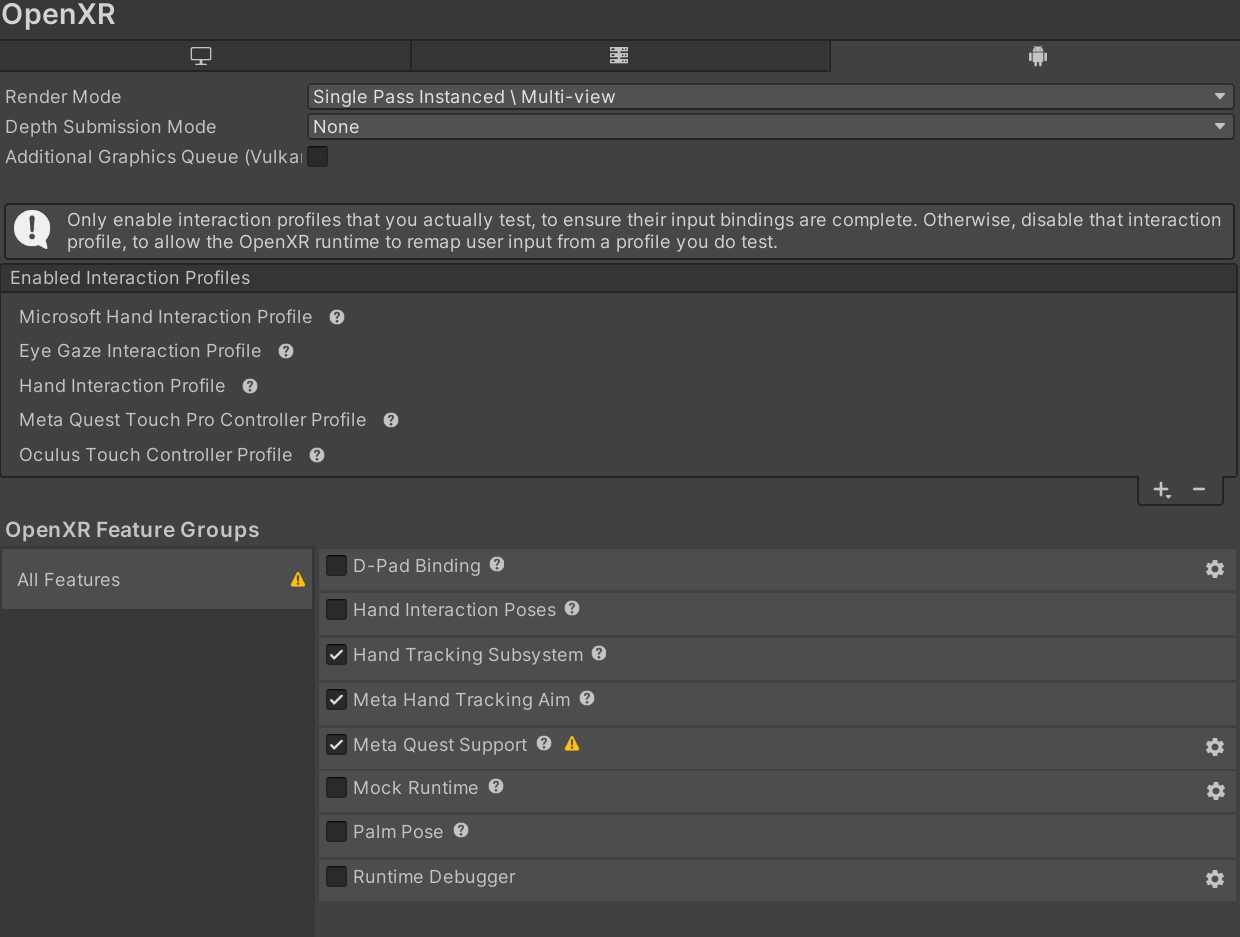 OpenXR
Render Mode
Single Pass Instanced \ Multi-view
Depth Submission Mode
None
Additional Graphics Queue (Vulkan
Only enable interaction profiles that you actually test, to ensure their input bindings are complete. Otherwise, disable that interaction
profile, to allow the OpenXR runtime to remap user input from a profile you do test.
Enabled Interaction Profiles
Microsoft Hand Interaction Profile
Eye Gaze Interaction Profile
Hand Interaction Profile
Meta Quest Touch Pro Controller Profile
Oculus Touch Controller Profile
OpenXR Feature Groups
All Features
D-Pad Binding
Hand Interaction Poses
Hand Tracking Subsystem
Meta Hand Tracking Aim
Meta Quest Support
Mock Runtime
Palm Pose
Runtime Debugger